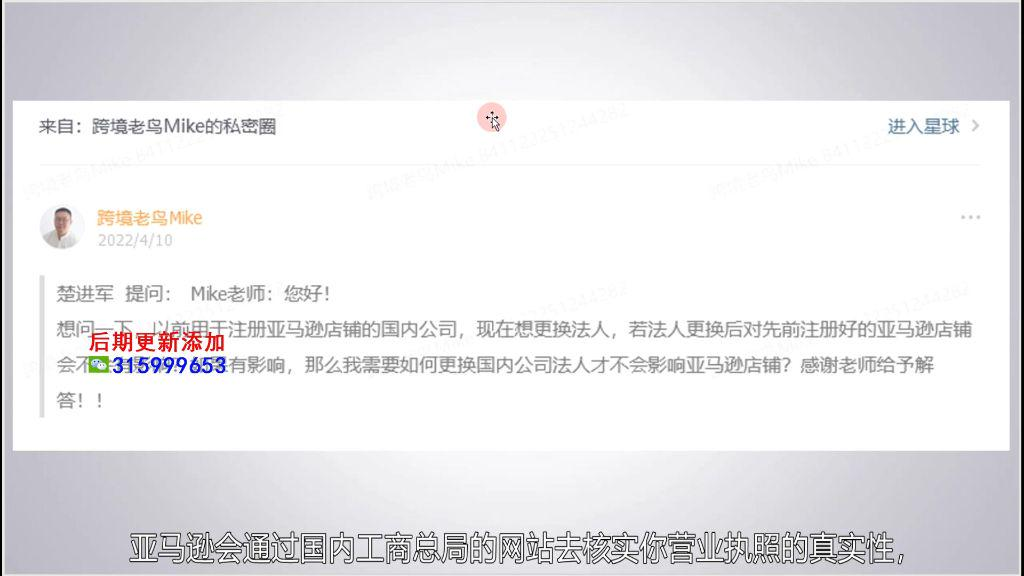 来自：跨境老鸟Mike的私密圈
进入星球
跨境老鸟Mike
2022/4/10
楚进军 提问： Mike老师：您好！
想问一下，以前用于注册亚马逊店铺的国内公司，现在想更换法人，若法人更换后对先前注册好的亚马逊店铺
后期更新添加
会不 有影响，那么我需要如何更换国内公司法人才不会影响亚马逊店铺？感谢老师给予解
315999653
答！！
亚马逊会通过国内工商总局的网站去核实你营业执照的真实性，